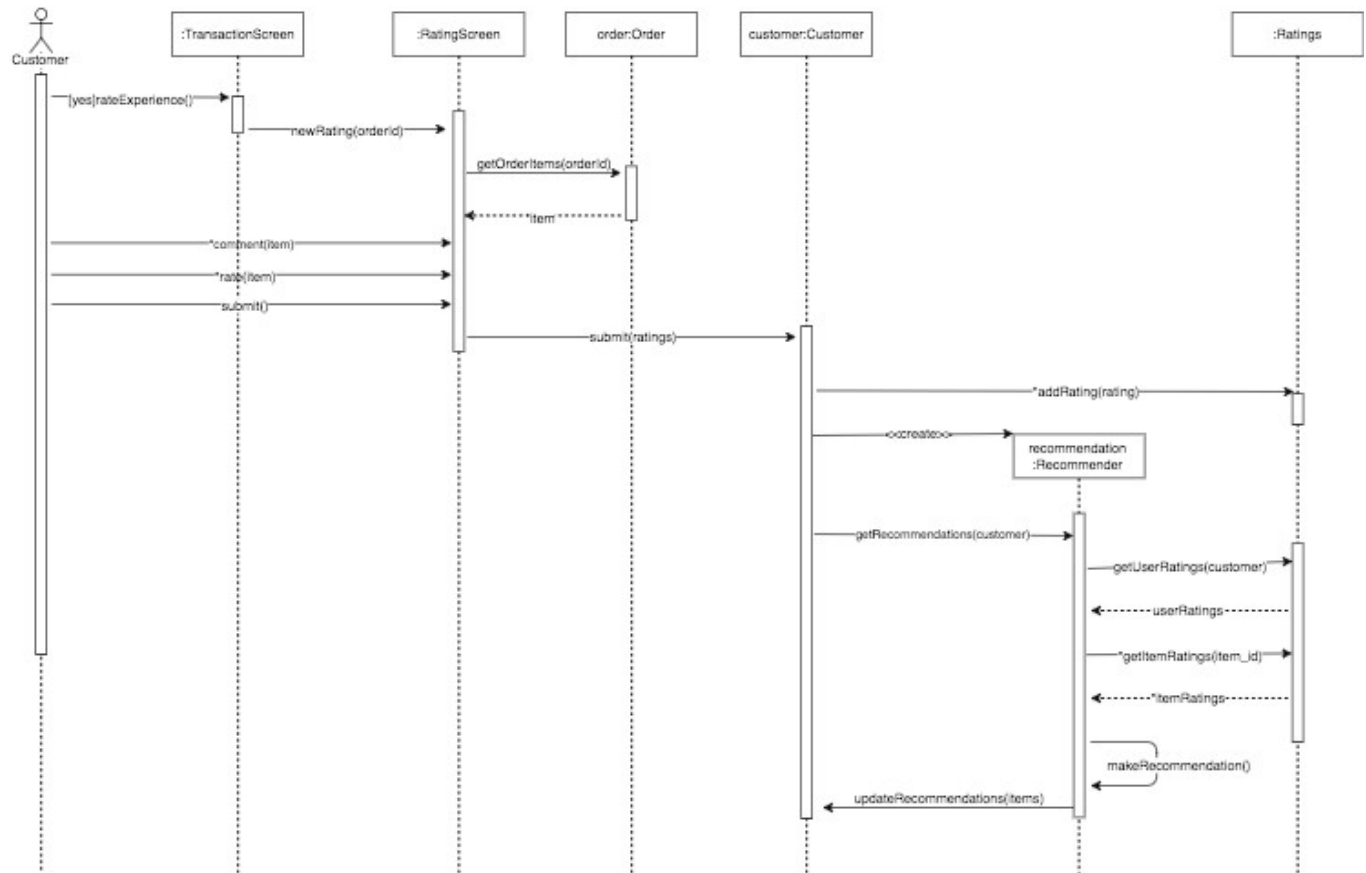 :TransactionScreen
:RatingScreen
order:Order
customer:Customer
:Ratings
Customer
[yes]rateExperience()
newRating(orderId)
getOrderItems(orderId)
*item
*comment(item)
*rate(item)
submit()
submit(ratings)
*addRating(rating)
<<create>>
recommendation
:Recommender
getRecommendations(customer)
getUserRatings(customer)
userRatings
*getItemRatings(item_id)
*itemRatings
makeRecommendation()
updateRecommendations(items)